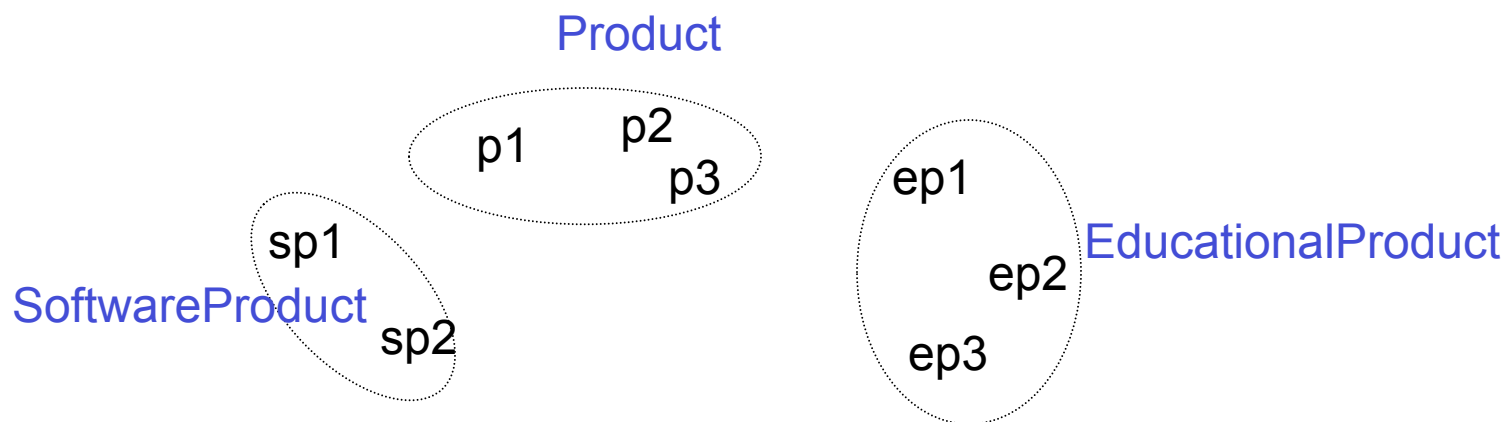 Product
p1
p2
p3
sp1
SoftwareProduct
sp2
ep1
EducationalProduct
ep2
ep3